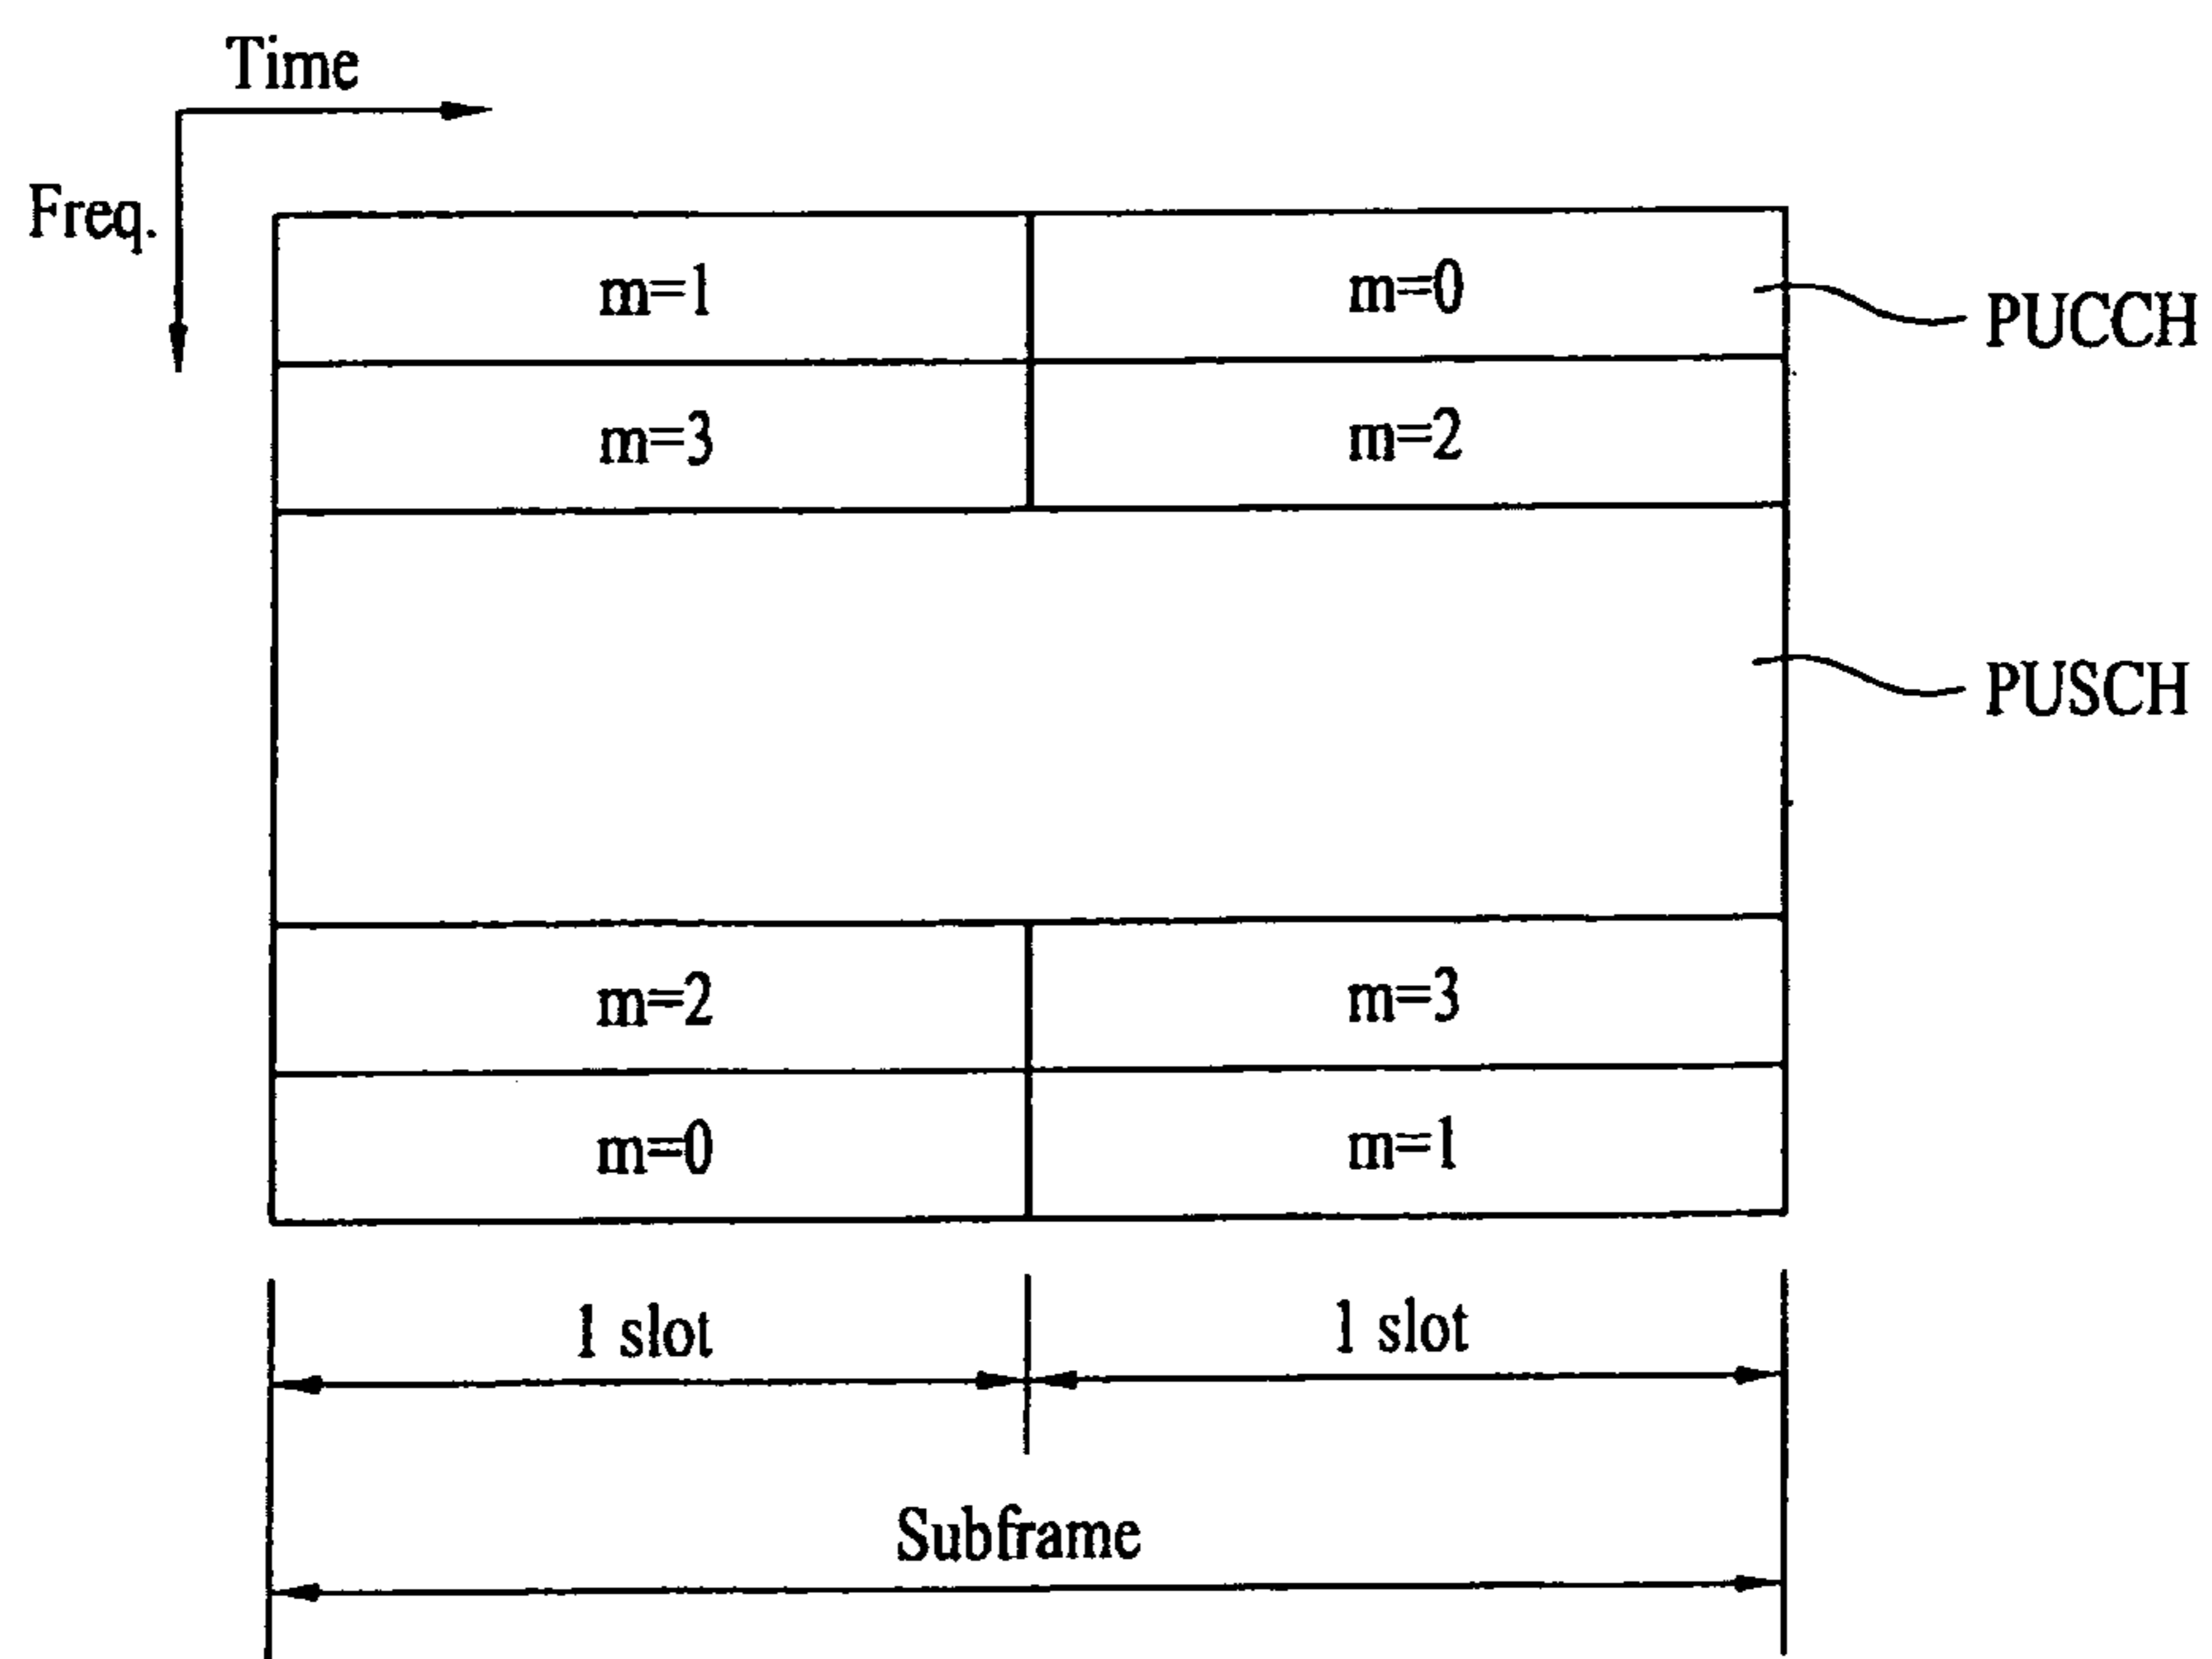 Time
Freq.
m=1
m=0
PUCCH
m=3
m=2
PUSCH
m=2
m=3
m=0
m=1
1 slot
1 slot
Subframe